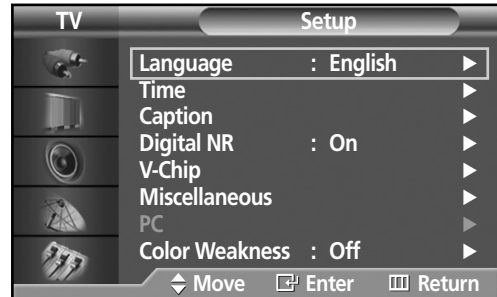 TV Setup
Language : English
Time
Caption
Digital NR : On
V-Chip
Miscellaneous
PC
Color Weakness : Off
Move Enter Return